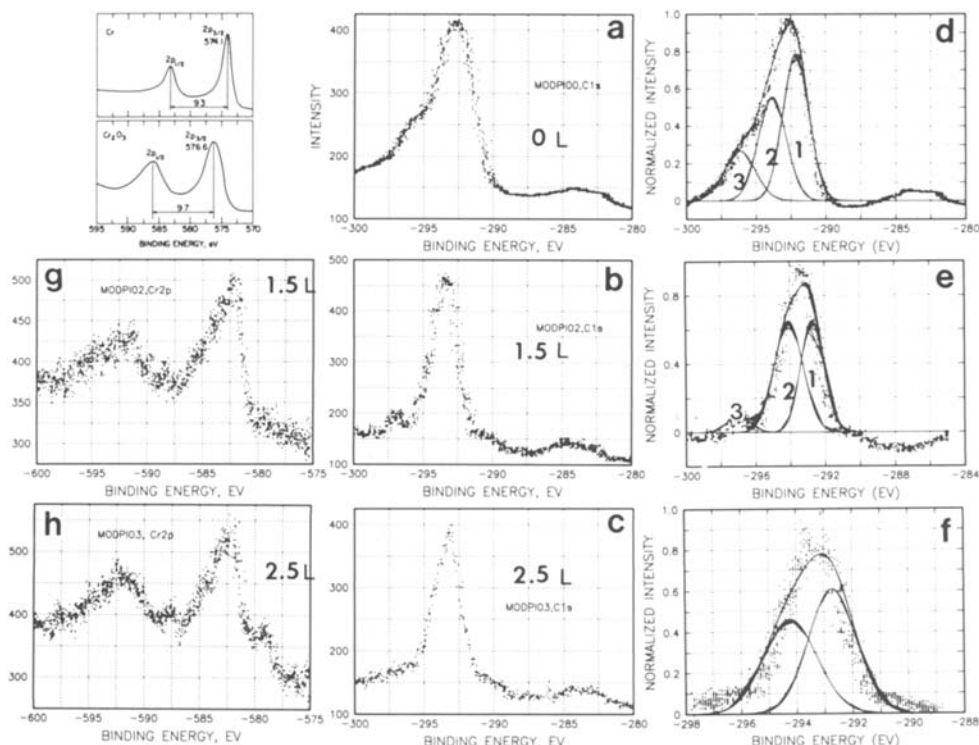 Cr
2p3/2
574.1
2p1/2
9.3
Cr2O3
2p3/2
576.6
2p1/2
9.7
595 590 585 580 575 570
BINDING ENERGY, eV
a
MODPI00,C1s
0 L
INTENSITY
400
300
200
100
-300 -295 -290 -285 -280
BINDING ENERGY, EV
d
1
2
3
NORMALIZED INTENSITY
1.0
0.8
0.6
0.4
0.2
0
-300 -295 -290 -285 -280
BINDING ENERGY (EV)
g
MODPI02,Cr2p
1.5 L
500
450
400
350
300
-600 -595 -590 -585 -580 -575
BINDING ENERGY, EV
b
MODPI02,C1s
1.5 L
500
400
300
200
100
-300 -295 -290 -285 -280
BINDING ENERGY, EV
e
1
2
3
NORMALIZED INTENSITY
0.8
0.4
0
-300 -296 -292 -288 -284
BINDING ENERGY (EV)
h
MODPI03, Cr2p
2.5 L
500
400
300
-600 -595 -590 -585 -580 -575
BINDING ENERGY, EV
c
2.5 L
MODPI03,C1s
400
300
200
100
-300 -295 -290 -285 -280
BINDING ENERGY, EV
f
NORMALIZED INTENSITY
1.0
0.8
0.6
0.4
0.2
0
-298 -296 -294 -292 -290 -288
BINDING ENERGY (EV)